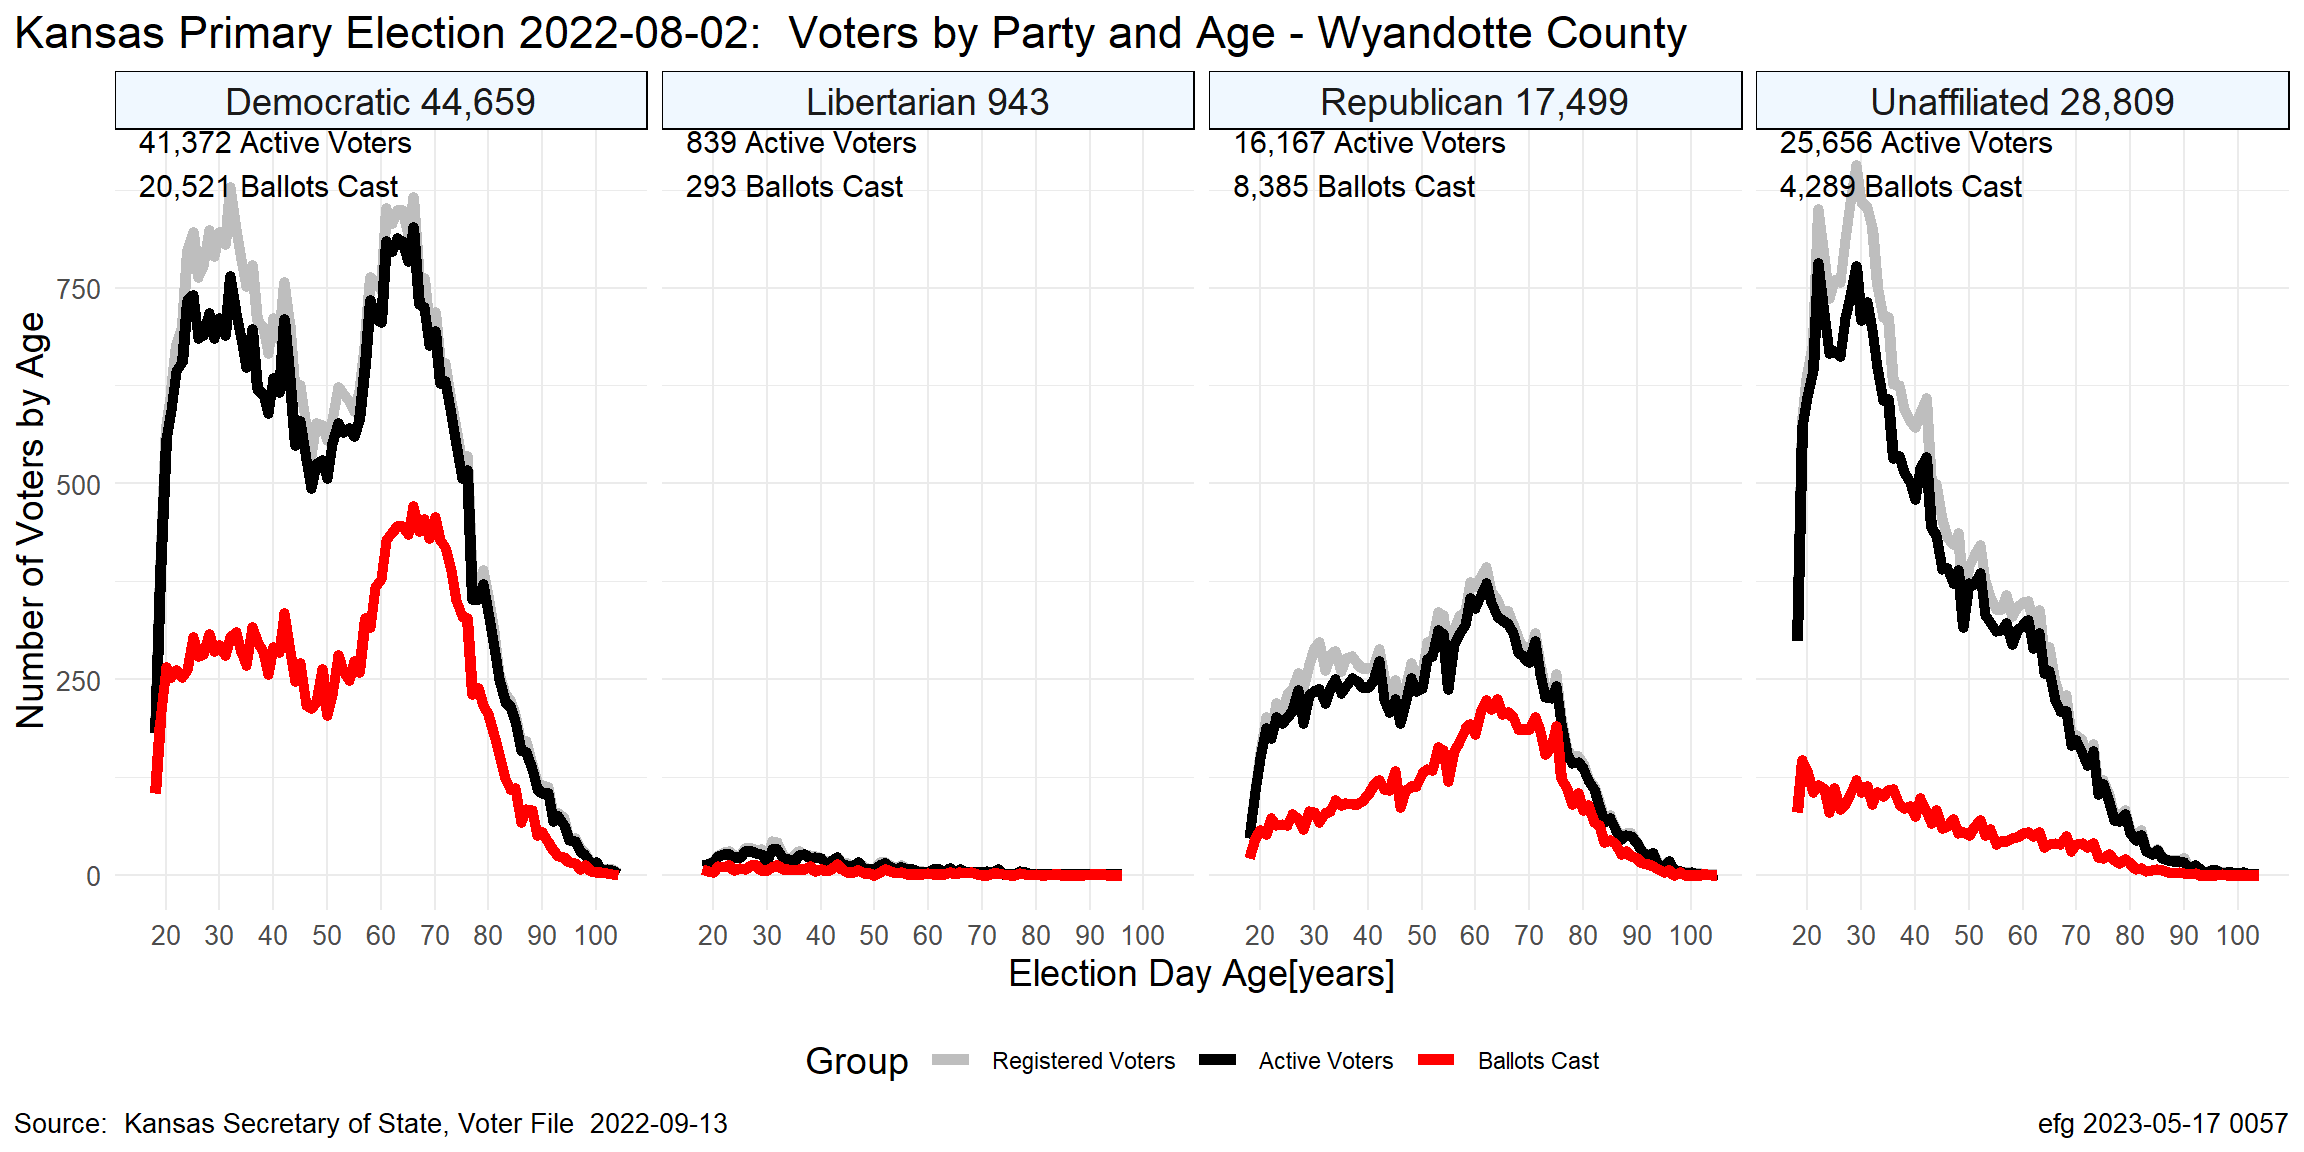 Kansas Primary Election 2022-08-02:  Voters by Party and Age - Wyandotte County
Democratic 44,659
Libertarian 943
Republican 17,499
Unaffiliated 28,809
41,372 Active Voters
20,521 Ballots Cast
839 Active Voters
293 Ballots Cast
16,167 Active Voters
8,385 Ballots Cast
25,656 Active Voters
4,289 Ballots Cast
Number of Voters by Age
750
500
250
0
20 30 40 50 60 70 80 90 100
20 30 40 50 60 70 80 90 100
20 30 40 50 60 70 80 90 100
20 30 40 50 60 70 80 90 100
Election Day Age[years]
Group Registered Voters Active Voters Ballots Cast
Source:  Kansas Secretary of State, Voter File  2022-09-13
efg 2023-05-17 0057